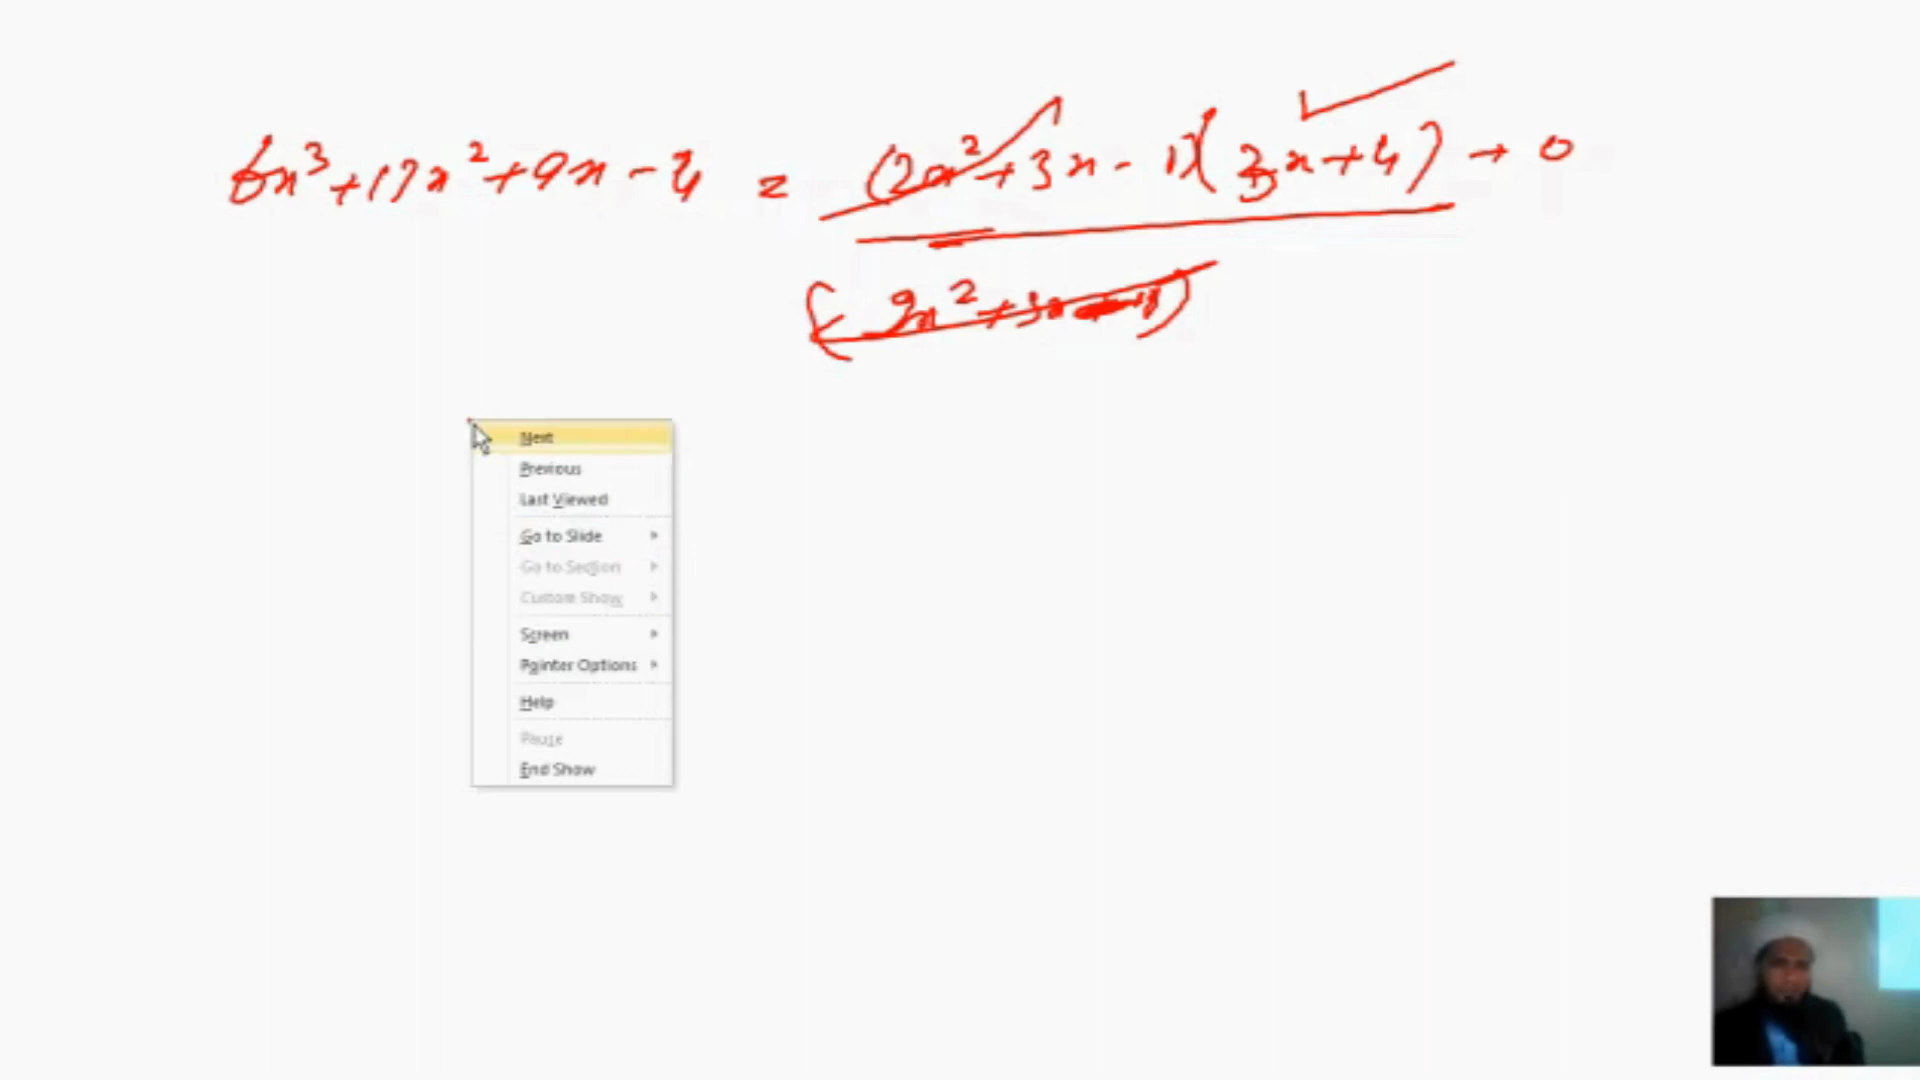 6x³+17x²+9x-4 = (2x²+3x-1)(3x+4)+0
Next
Previous
Last Viewed
Go to Slide
Go to Section
Custom Show
Screen
Pointer Options
Help
Pause
End Show